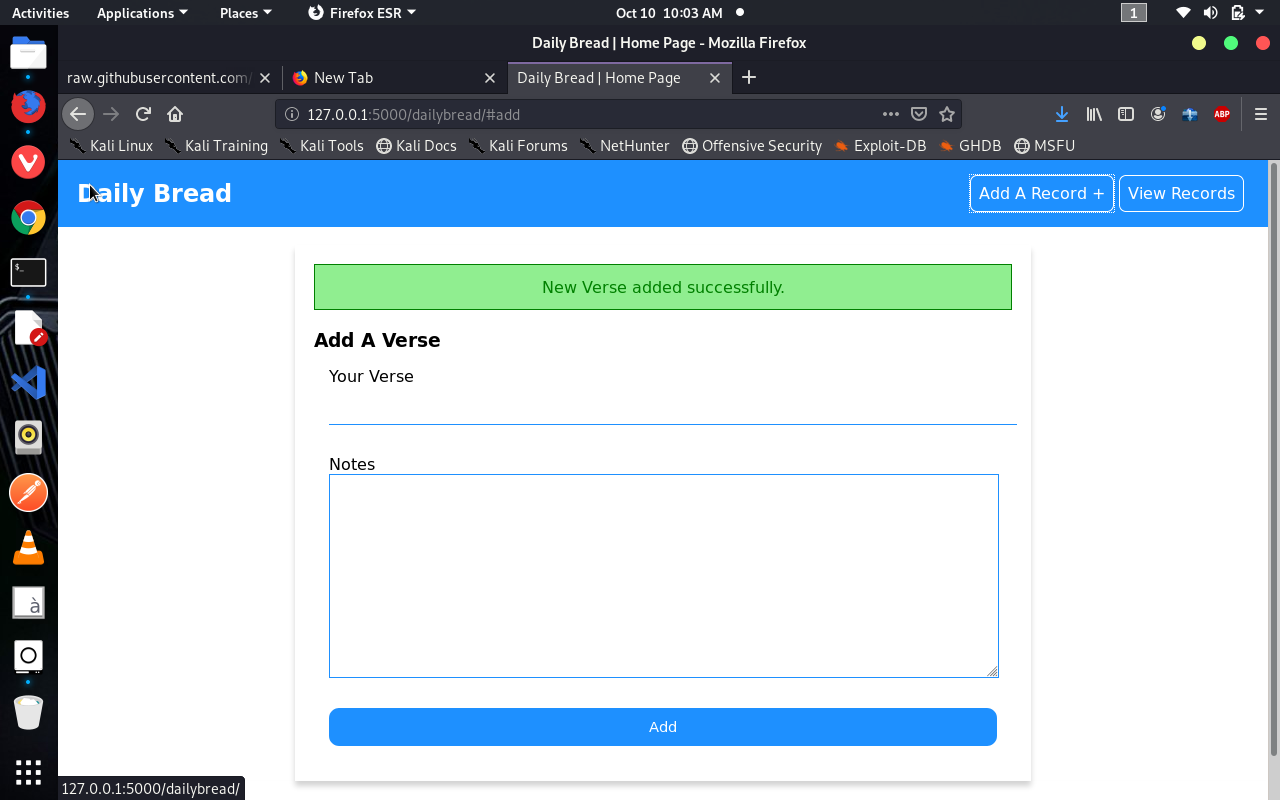 Activities Applications Places Firefox ESR Oct 10 10:03 AM 1
Daily Bread | Home Page - Mozilla Firefox
raw.githubusercontent.com/ New Tab Daily Bread | Home Page
127.0.0.1:5000/dailybread/#add ABP
Kali Linux Kali Training Kali Tools Kali Docs Kali Forums NetHunter Offensive Security Exploit-DB GHDB MSFU
Daily Bread Add A Record + View Records
New Verse added successfully.
Add A Verse
Your Verse
Notes
à
Add
127.0.0.1:5000/dailybread/